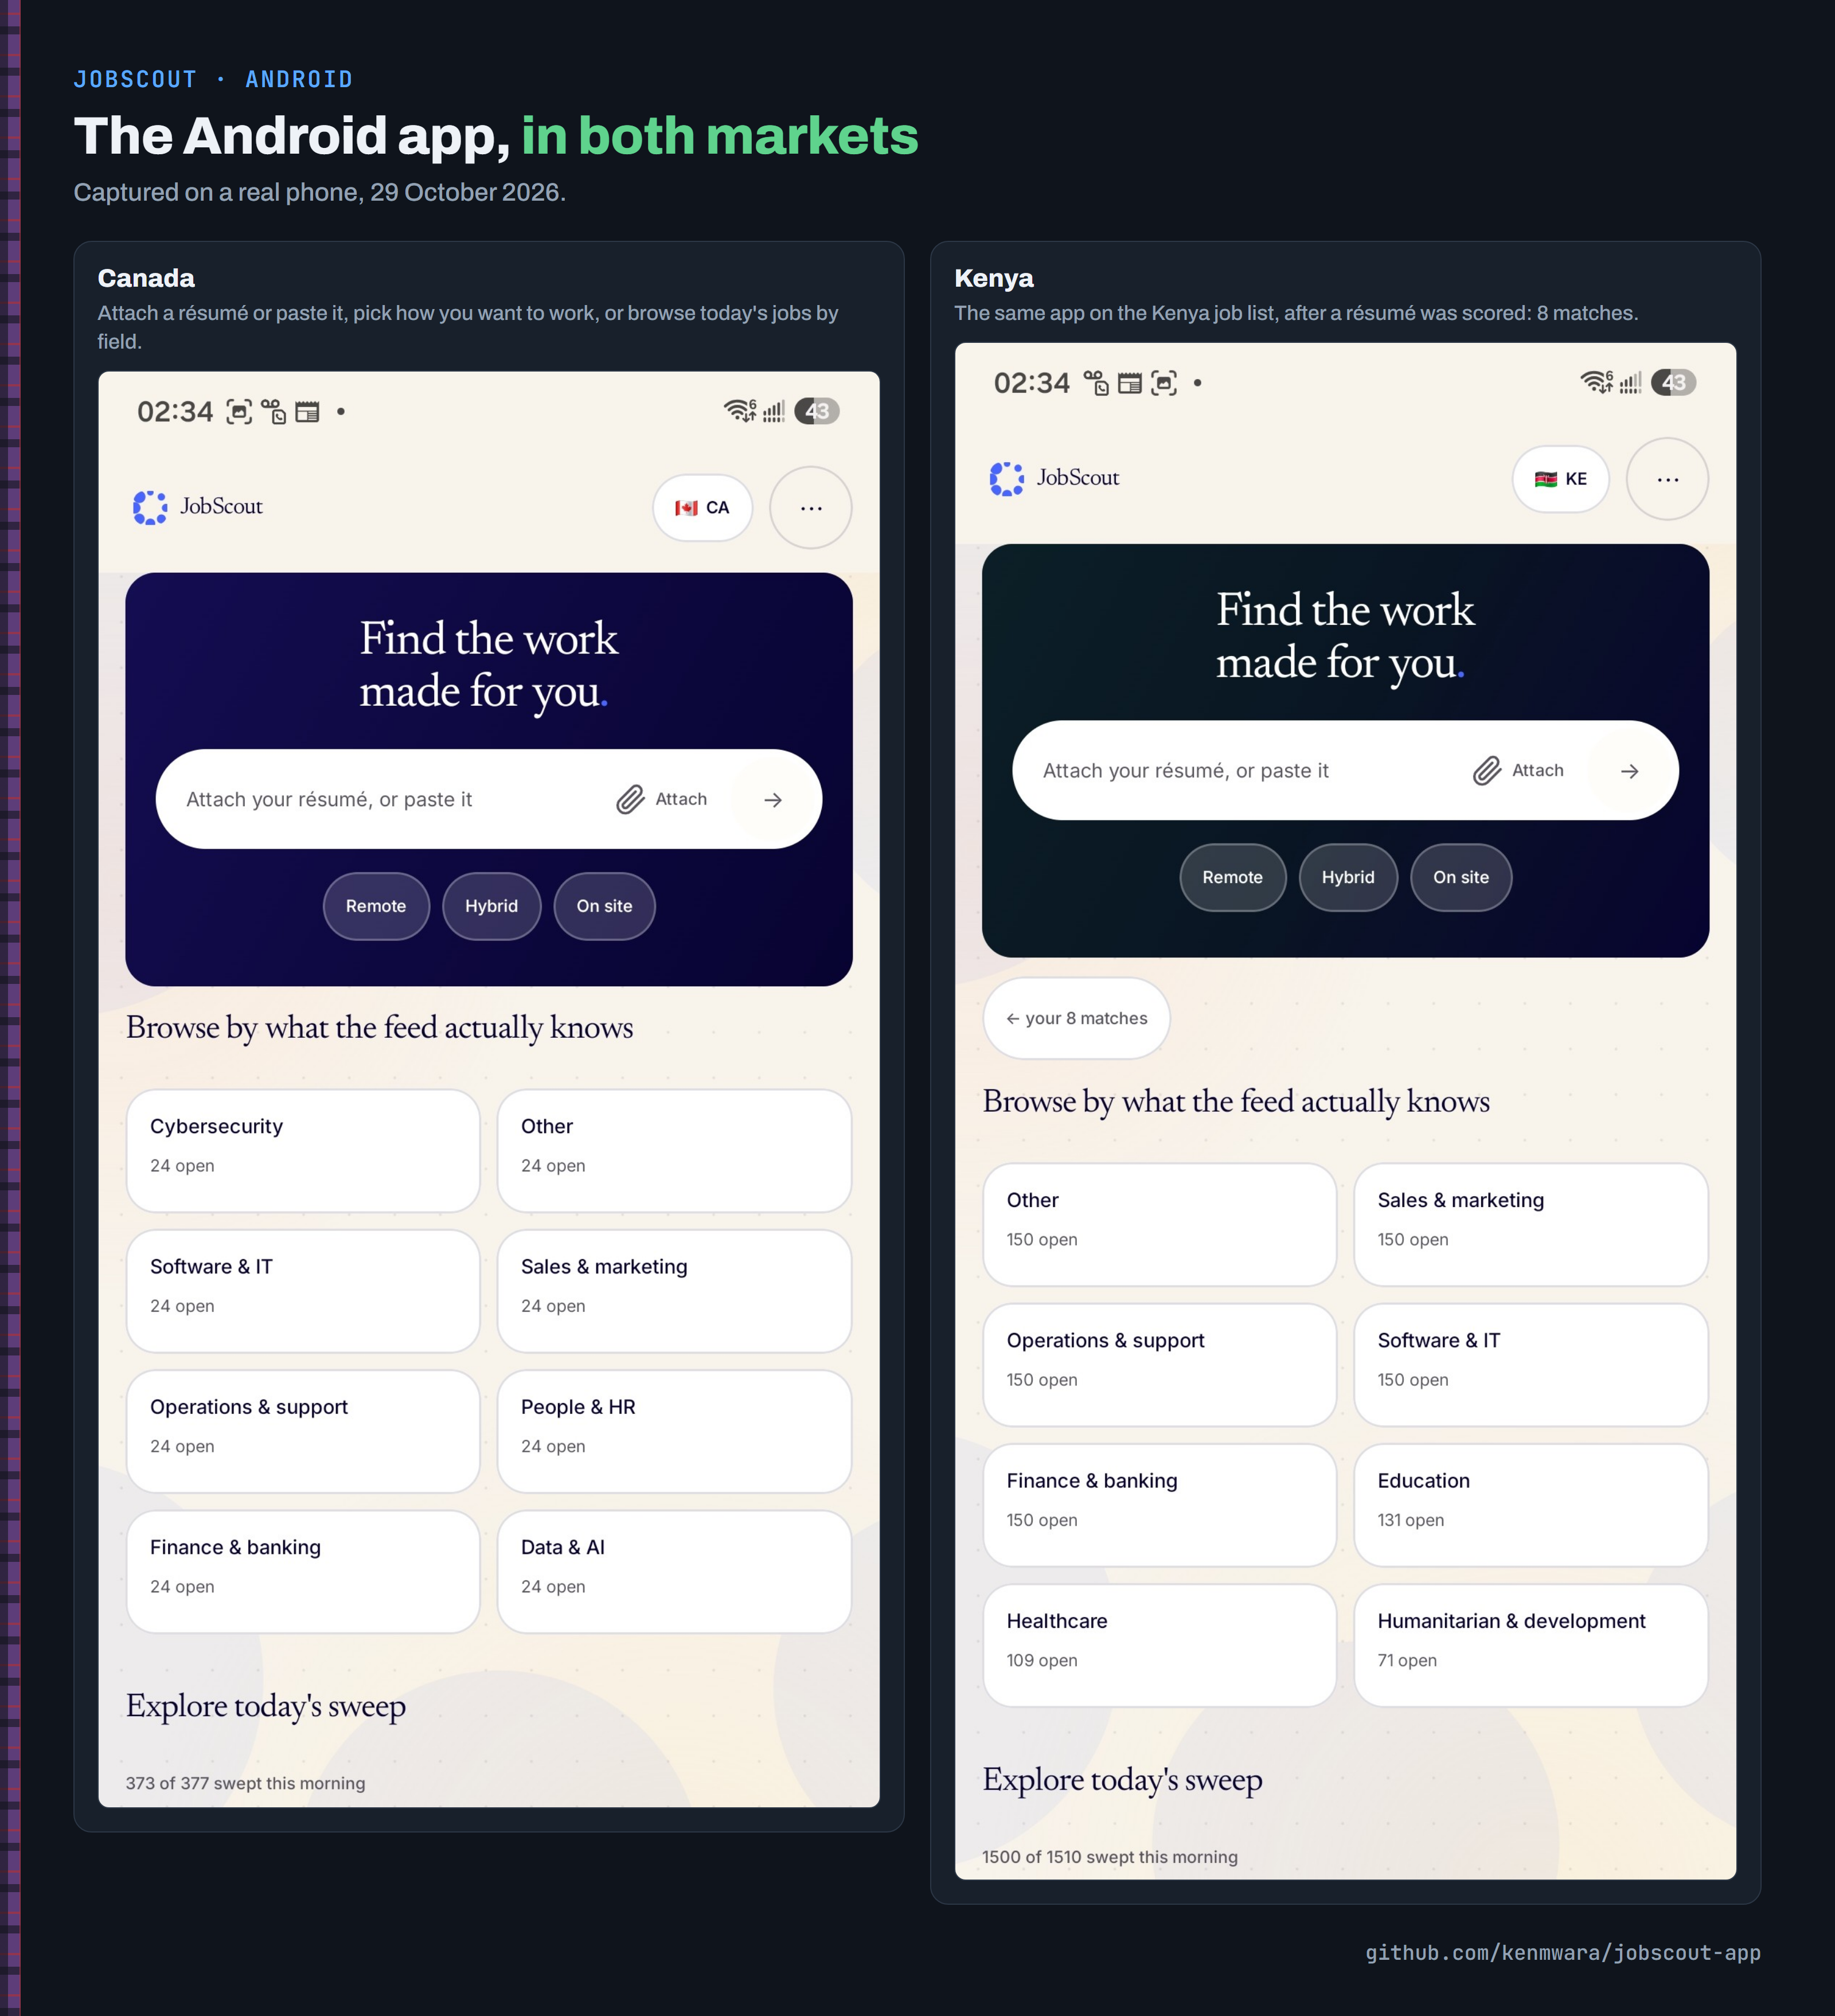 JOBSCOUT · ANDROID
The Android app, in both markets
Captured on a real phone, 29 October 2026.
Canada
Attach a résumé or paste it, pick how you want to work, or browse today's jobs by
field.
02:34
6
43
JobScout
🇨🇦 CA
...
Find the work
made for you.
Attach your résumé, or paste it
Attach →
Remote
Hybrid
On site
Browse by what the feed actually knows
Cybersecurity
24 open
Other
24 open
Software & IT
24 open
Sales & marketing
24 open
Operations & support
24 open
People & HR
24 open
Finance & banking
24 open
Data & AI
24 open
Explore today's sweep
373 of 377 swept this morning
Kenya
The same app on the Kenya job list, after a résumé was scored: 8 matches.
02:34
6
43
JobScout
🇰🇪 KE
...
Find the work
made for you.
Attach your résumé, or paste it
Attach →
Remote
Hybrid
On site
← your 8 matches
Browse by what the feed actually knows
Other
150 open
Sales & marketing
150 open
Operations & support
150 open
Software & IT
150 open
Finance & banking
150 open
Education
131 open
Healthcare
109 open
Humanitarian & development
71 open
Explore today's sweep
1500 of 1510 swept this morning
github.com/kenmwara/jobscout-app